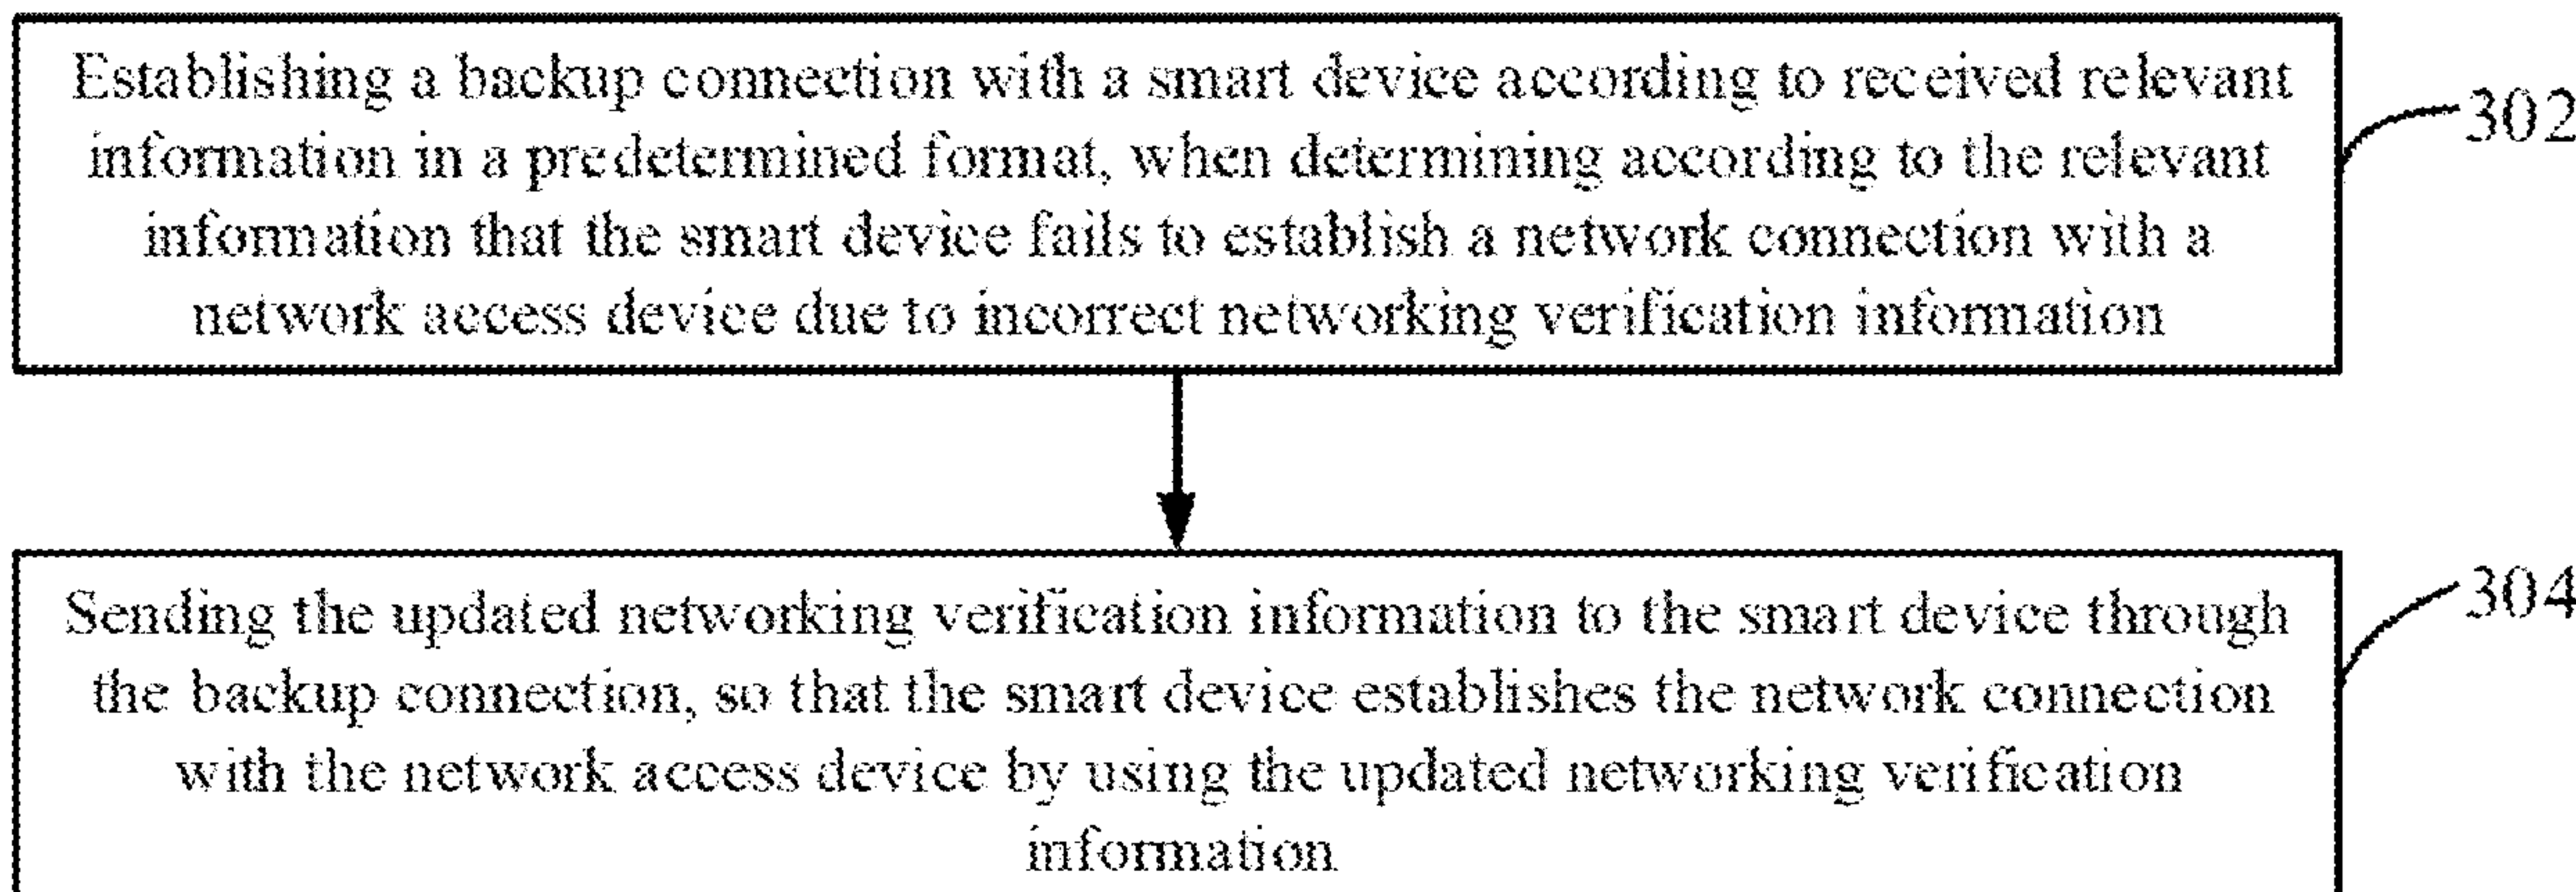 Establishing a backup connection with a smart device according to received relevant
information in a predetermined format, when determining according to the relevant
information that the smart device fails to establish a network connection with a
network access device due to incorrect networking verification information
302
Sending the updated networking verification information to the smart device through
the backup connection, so that the smart device establishes the network connection
with the network access device by using the updated networking verification
information
304